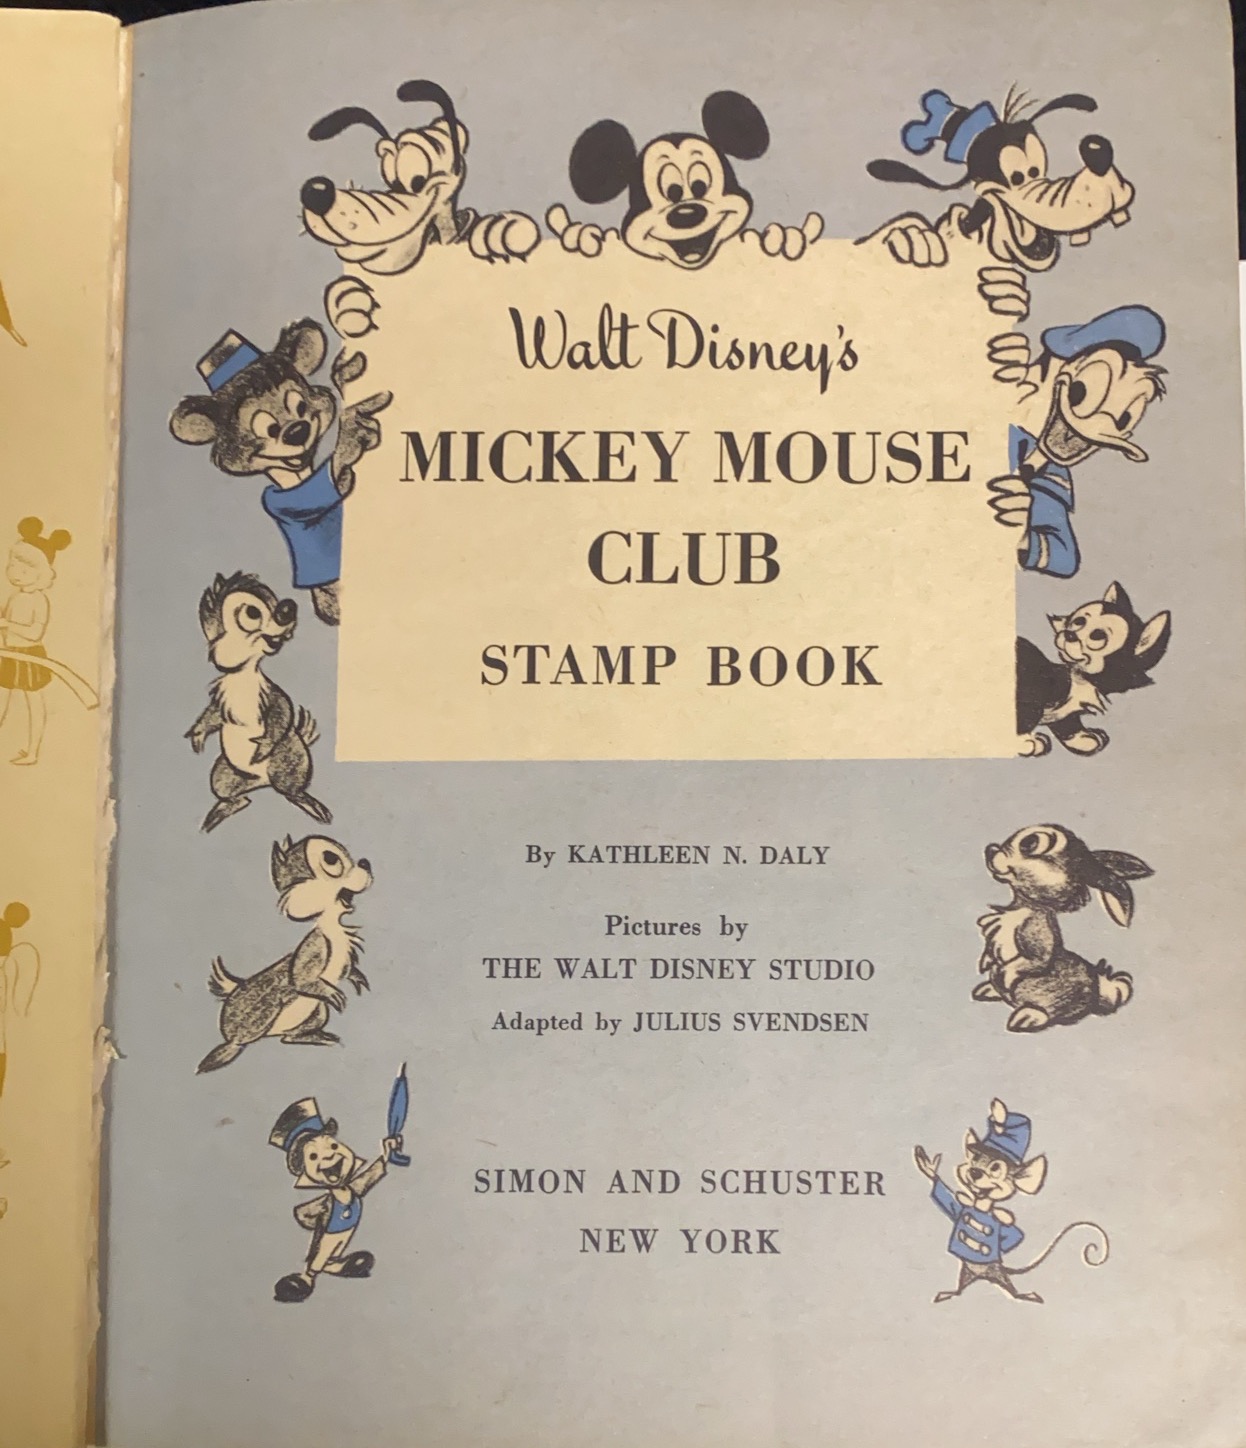 Walt Disney's
MICKEY MOUSE
CLUB
STAMP BOOK
By KATHLEEN N. DALY
Pictures by
THE WALT DISNEY STUDIO
Adapted by JULIUS SVENDSEN
SIMON AND SCHUSTER
NEW YORK